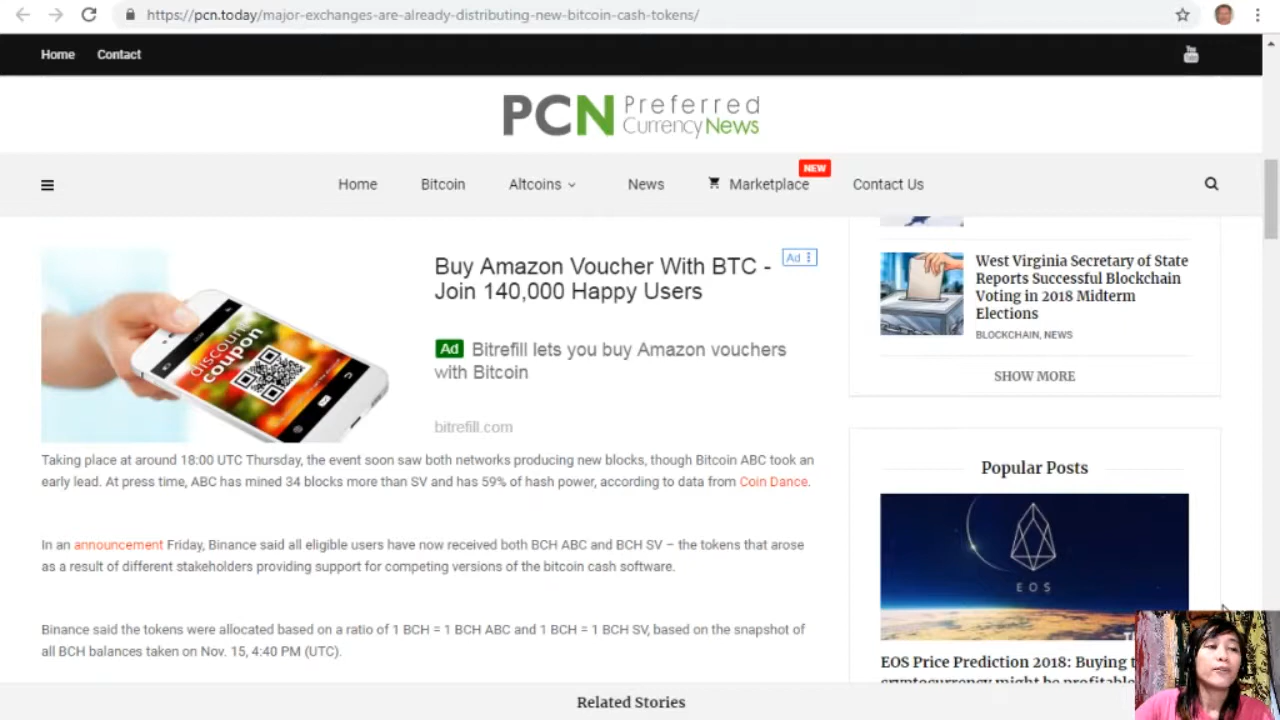 https://pcn.today/major-exchanges-are-already-distributing-new-bitcoin-cash-tokens/
Home Contact
You
PCN Preferred
CurrencyNews
NEW
Home Bitcoin Altcoins News Marketplace Contact Us
Buy Amazon Voucher With BTC -
Join 140,000 Happy Users
Ad
Ad Bitrefill lets you buy Amazon vouchers
with Bitcoin
bitrefill.com
discount
coupon
Taking place at around 18:00 UTC Thursday, the event soon saw both networks producing new blocks, though Bitcoin ABC took an
early lead. At press time, ABC has mined 34 blocks more than SV and has 59% of hash power, according to data from Coin Dance.
In an announcement Friday, Binance said all eligible users have now received both BCH ABC and BCH SV – the tokens that arose
as a result of different stakeholders providing support for competing versions of the bitcoin cash software.
Binance said the tokens were allocated based on a ratio of 1 BCH = 1 BCH ABC and 1 BCH = 1 BCH SV, based on the snapshot of
all BCH balances taken on Nov. 15, 4:40 PM (UTC).
West Virginia Secretary of State
Reports Successful Blockchain
Voting in 2018 Midterm
Elections
BLOCKCHAIN, NEWS
SHOW MORE
Popular Posts
EOS
EOS Price Prediction 2018: Buying
cryptocurrency might be profitable
Related Stories